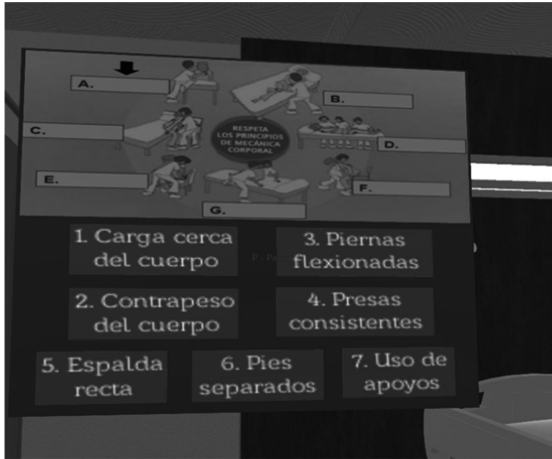 A.
B.
C.
RESPETA
LOS PRINCIPIOS
DE MECÁNICA
CORPORAL
D.
E.
F.
G.
1. Carga cerca
del cuerpo
3. Piernas
flexionadas
2. Contrapeso
del cuerpo
4. Presas
consistentes
5. Espalda
recta
6. Pies
separados
7. Uso de
apoyos